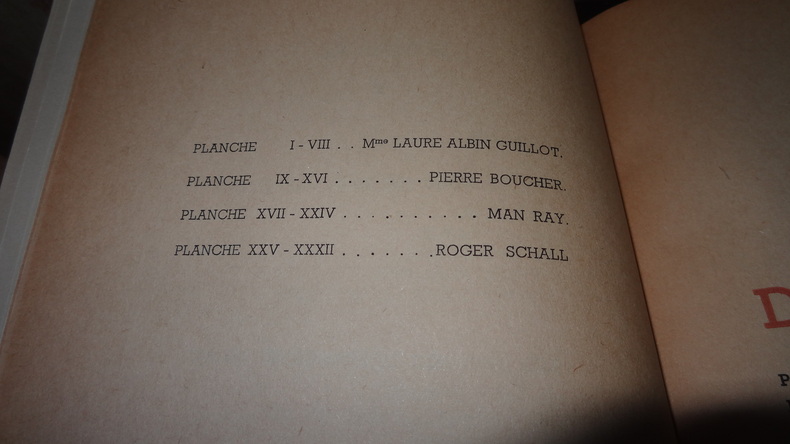 PLANCHE I - VIII . . Mme LAURE ALBIN GUILLOT.
PLANCHE IX - XVI . . . . . . . PIERRE BOUCHER.
PLANCHE XVII - XXIV . . . . . . . . . . MAN RAY.
PLANCHE XXV - XXXII . . . . . . . ROGER SCHALL
D
P